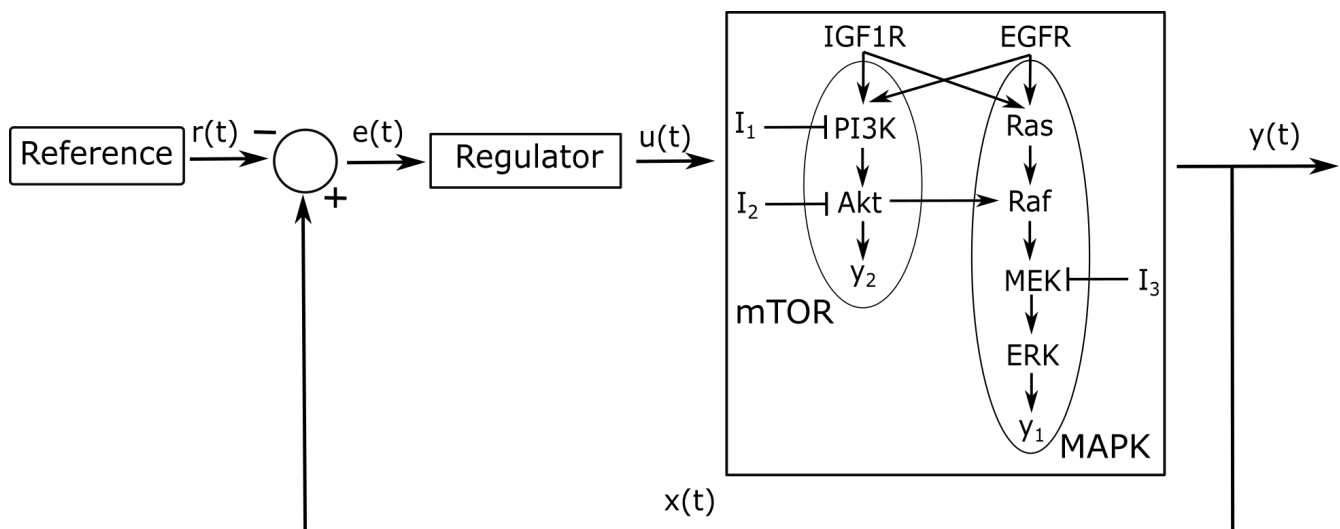 IGF1R EGFR
r(t) − e(t) u(t) y(t)
Reference Regulator
+
I₁ PI3K Ras
I₂ Akt Raf
y₂ MEK I₃
mTOR
ERK
y₁ MAPK
x(t)